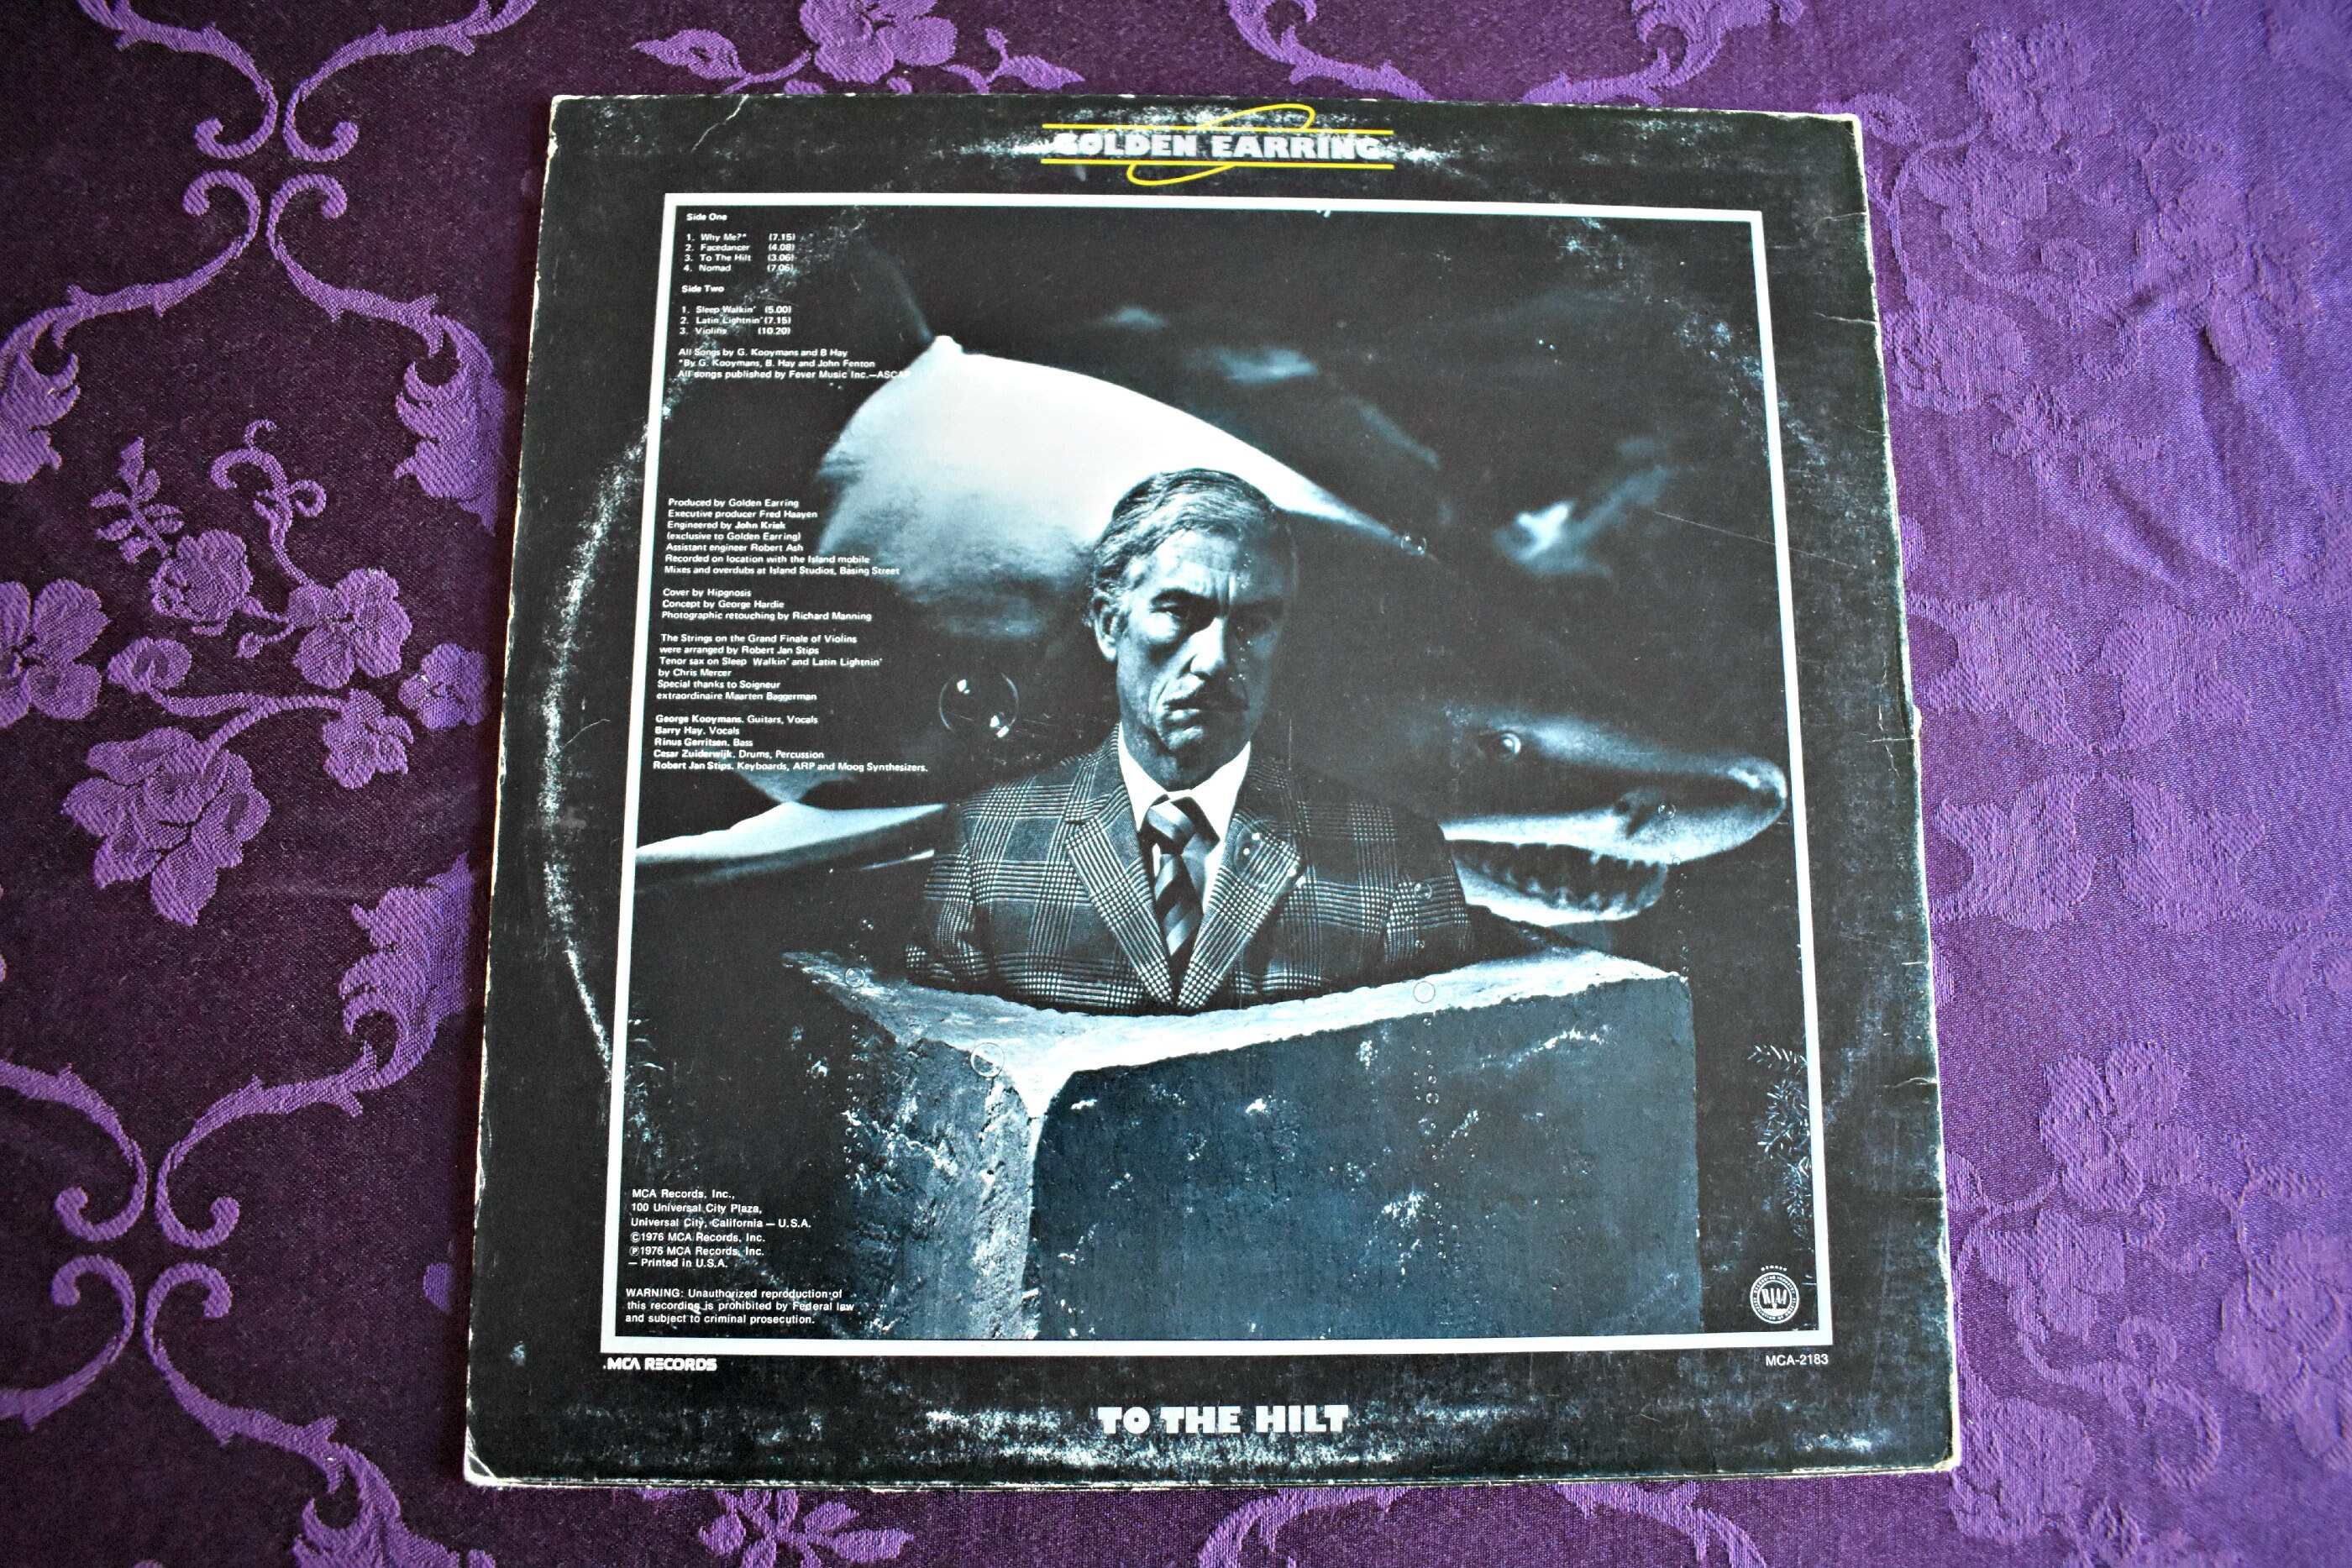 GOLDEN EARRING
Side One
1. Why Me?* (7.15)
2. Facedancer (4.08)
3. To The Hilt (3.06)
4. Nomad (7.06)
Side Two
1. Sleep Walkin' (5.00)
2. Latin Lightnin' (7.15)
3. Violins (10.20)
All Songs by G. Kooymans and B Hay
*By G. Kooymans, B. Hay and John Fenton
All songs published by Fever Music Inc.—ASCAP
Produced by Golden Earring
Executive producer Fred Haayen
Engineered by John Kriek
(exclusive to Golden Earring)
Assistant engineer Robert Ash
Recorded on location with the Island mobile
Mixes and overdubs at Island Studios, Basing Street
Cover by Hipgnosis
Concept by George Hardie
Photographic retouching by Richard Manning
The Strings on the Grand Finale of Violins
were arranged by Robert Jan Stips
Tenor sax on Sleep Walkin' and Latin Lightnin'
by Chris Mercer
Special thanks to Soigneur
extraordinaire Maarten Baggerman
George Kooymans. Guitars, Vocals
Barry Hay. Vocals
Rinus Gerritsen. Bass
Cesar Zuiderwijk. Drums, Percussion
Robert Jan Stips. Keyboards, ARP and Moog Synthesizers.
MCA Records, Inc.,
100 Universal City Plaza,
Universal City, California — U.S.A.
©1976 MCA Records, Inc.
℗1976 MCA Records, Inc.
— Printed in U.S.A.
WARNING: Unauthorized reproduction of
this recording is prohibited by Federal law
and subject to criminal prosecution.
RIAA
.MCA RECORDS
MCA-2183
TO THE HILT